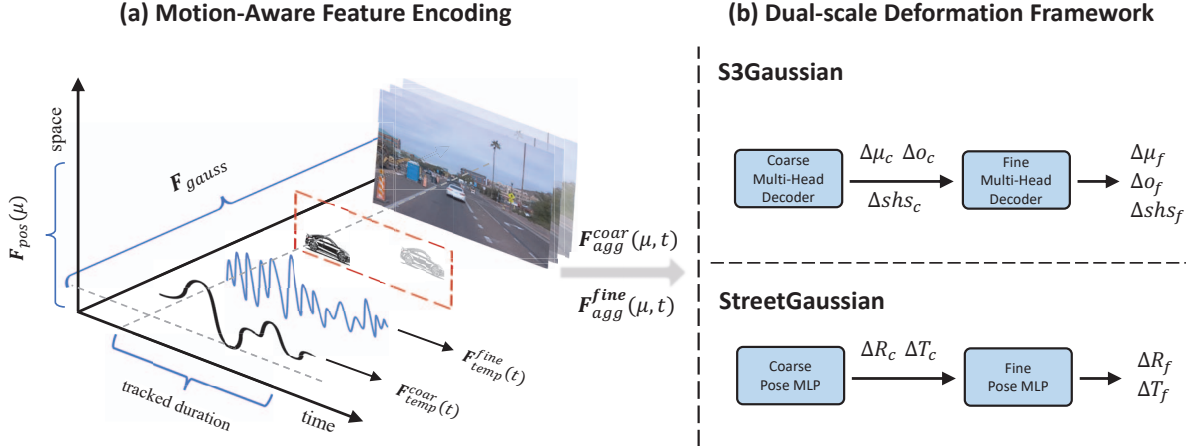 (a) Motion-Aware Feature Encoding
space
F_pos(μ)
F_gauss
F_temp^fine(t)
F_temp^coar(t)
tracked duration
time
F_agg^coar(μ, t)
F_agg^fine(μ, t)
(b) Dual-scale Deformation Framework
S3Gaussian
Coarse
Multi-Head
Decoder
Δμ_c Δo_c
Δshs_c
Fine
Multi-Head
Decoder
Δμ_f
Δo_f
Δshs_f
StreetGaussian
Coarse
Pose MLP
ΔR_c ΔT_c
Fine
Pose MLP
ΔR_f
ΔT_f